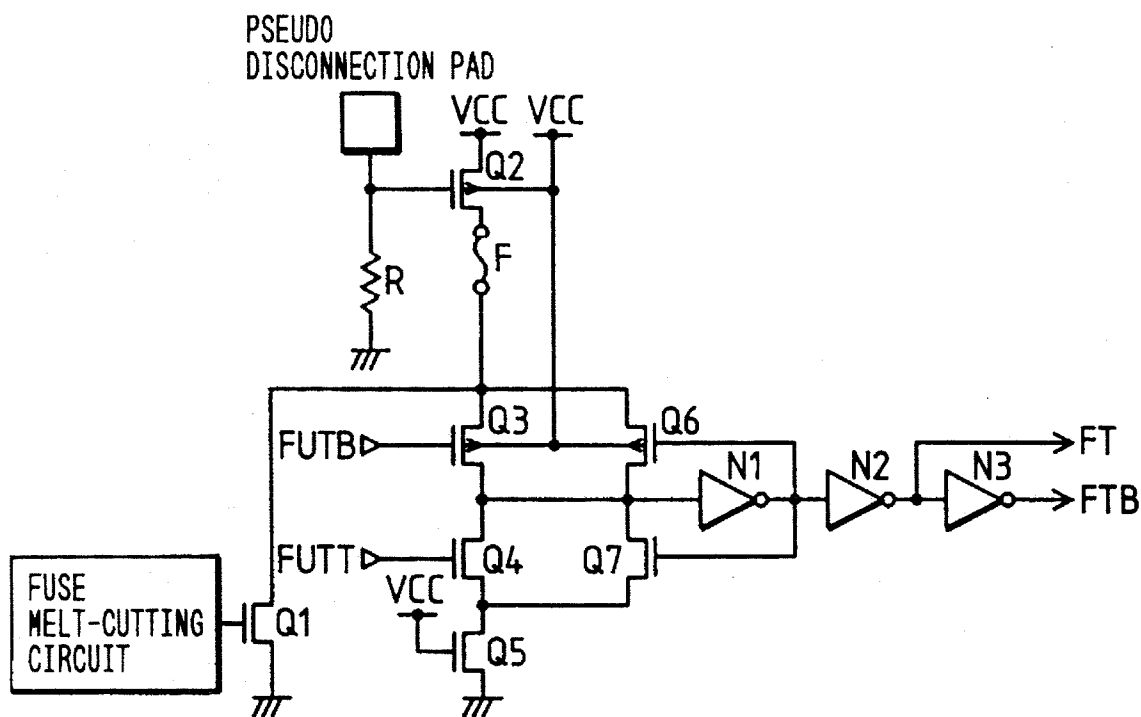 PSEUDO
DISCONNECTION PAD
VCC VCC
Q2
F
R
Q3 Q6
FUTB
N1 N2 N3
FT
FTB
FUTT
Q4 Q7
VCC
Q5
FUSE
MELT-CUTTING
CIRCUIT
Q1